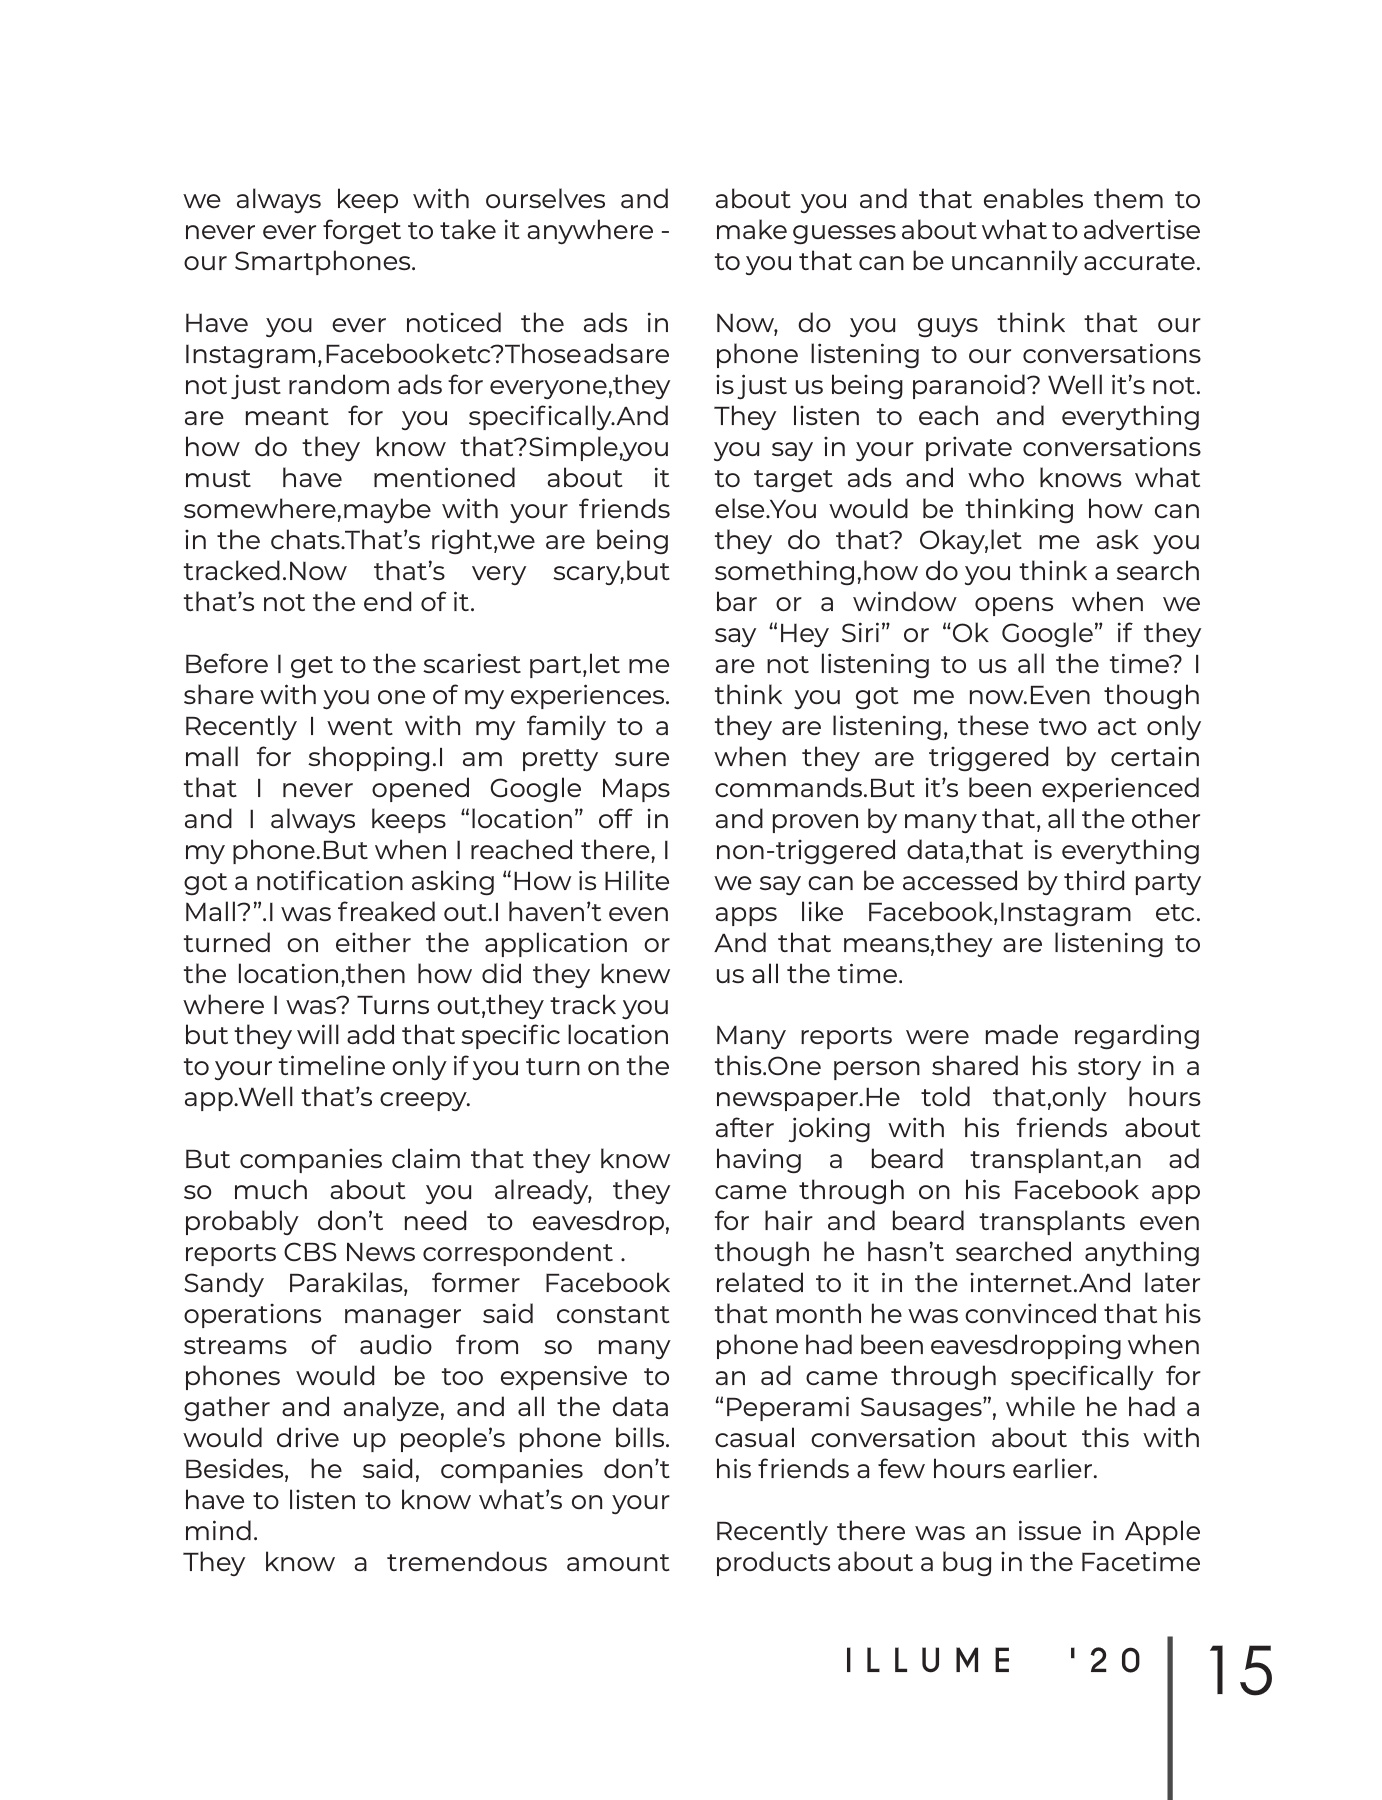 we always keep with ourselves and
never ever forget to take it anywhere -
our Smartphones.

Have you ever noticed the ads in
Instagram,Facebooketc?Thoseadsare
not just random ads for everyone,they
are meant for you specifically.And
how do they know that?Simple,you
must have mentioned about it
somewhere,maybe with your friends
in the chats.That’s right,we are being
tracked.Now that’s very scary,but
that’s not the end of it.

Before I get to the scariest part,let me
share with you one of my experiences.
Recently I went with my family to a
mall for shopping.I am pretty sure
that I never opened Google Maps
and I always keeps “location” off in
my phone.But when I reached there, I
got a notification asking “How is Hilite
Mall?”.I was freaked out.I haven’t even
turned on either the application or
the location,then how did they knew
where I was? Turns out,they track you
but they will add that specific location
to your timeline only if you turn on the
app.Well that’s creepy.

But companies claim that they know
so much about you already, they
probably don’t need to eavesdrop,
reports CBS News correspondent .
Sandy Parakilas, former Facebook
operations manager said constant
streams of audio from so many
phones would be too expensive to
gather and analyze, and all the data
would drive up people’s phone bills.
Besides, he said, companies don’t
have to listen to know what’s on your
mind.
They know a tremendous amount
about you and that enables them to
make guesses about what to advertise
to you that can be uncannily accurate.

Now, do you guys think that our
phone listening to our conversations
is just us being paranoid? Well it’s not.
They listen to each and everything
you say in your private conversations
to target ads and who knows what
else.You would be thinking how can
they do that? Okay,let me ask you
something,how do you think a search
bar or a window opens when we
say “Hey Siri” or “Ok Google” if they
are not listening to us all the time? I
think you got me now.Even though
they are listening, these two act only
when they are triggered by certain
commands.But it’s been experienced
and proven by many that, all the other
non-triggered data,that is everything
we say can be accessed by third party
apps like Facebook,Instagram etc.
And that means,they are listening to
us all the time.

Many reports were made regarding
this.One person shared his story in a
newspaper.He told that,only hours
after joking with his friends about
having a beard transplant,an ad
came through on his Facebook app
for hair and beard transplants even
though he hasn’t searched anything
related to it in the internet.And later
that month he was convinced that his
phone had been eavesdropping when
an ad came through specifically for
“Peperami Sausages”, while he had a
casual conversation about this with
his friends a few hours earlier.

Recently there was an issue in Apple
products about a bug in the Facetime
ILLUME '20
15